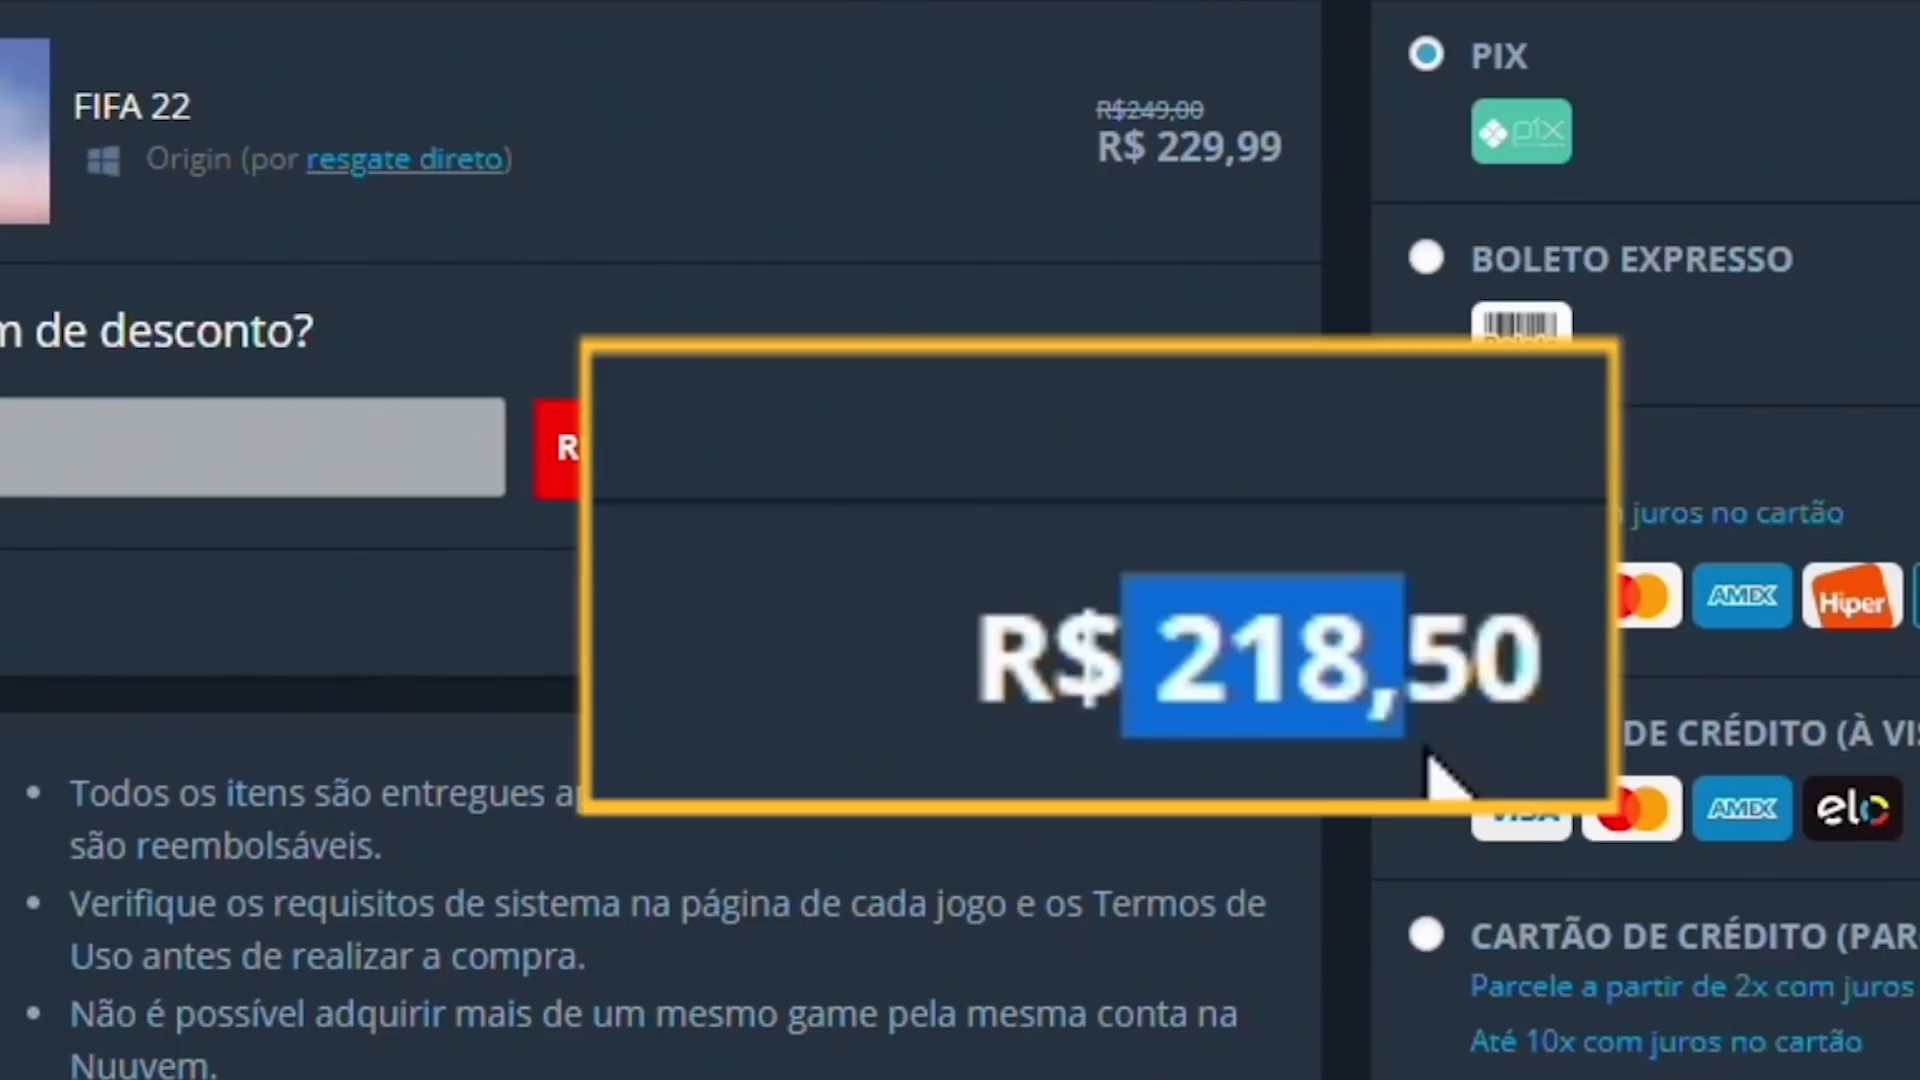 FIFA 22
Origin (por resgate direto)
R$249,00
R$ 229,99
de desconto?
R$ 218,50
Todos os itens são entregues
são reembolsáveis.
Verifique os requisitos de sistema na página de cada jogo e os Termos de
Uso antes de realizar a compra.
Não é possível adquirir mais de um mesmo game pela mesma conta na
Nuuvem.
PIX
pix
BOLETO EXPRESSO
juros no cartão
AMEX
Hiper
DE CRÉDITO (À
VISA
AMEX
elo
CARTÃO DE CRÉDITO
Parcele a partir de 2x com juros
Até 10x com juros no cartão